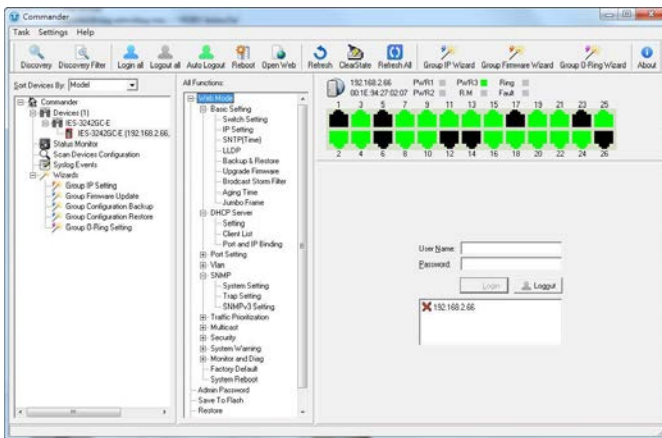 Commander
Task Settings Help
Discovery Discovery Filter Login all Logout all Auto Logout Reboot Open Web Refresh ClearState Refresh All Group IP Wizard Group Firmware Wizard Group O-Ring Wizard About
Sort Devices By: Model
Commander
Devices (1)
IES-3242GC-E
IES-3242GC-E (192.168.2.66,
Status Monitor
Scan Devices Configuration
Syslog Events
Wizards
Group IP Setting
Group Firmware Update
Group Configuration Backup
Group Configuration Restore
Group O-Ring Setting
All Functions:
Web Mode
Basic Setting
Switch Setting
IP Setting
SNTP(Time)
LLDP
Backup & Restore
Upgrade Firmware
Brodcast Storm Filter
Aging Time
Jumbo Frame
DHCP Server
Setting
Client List
Port and IP Binding
Port Setting
Vlan
SNMP
System Setting
Trap Setting
SNMPv3 Setting
Traffic Prioritization
Multicast
Security
System Warning
Monitor and Diag
Factory Default
System Reboot
Admin Password
Save To Flash
Restore
192.168.2.66 PWR1 PWR3 Ring
00:1E:94:27:02:07 PWR2 R.M Fault
1 3 5 7 9 11 13 15 17 19 21 23 25
2 4 6 8 10 12 14 16 18 20 22 24 26
User Name:
Password:
Login Logout
192.168.2.66